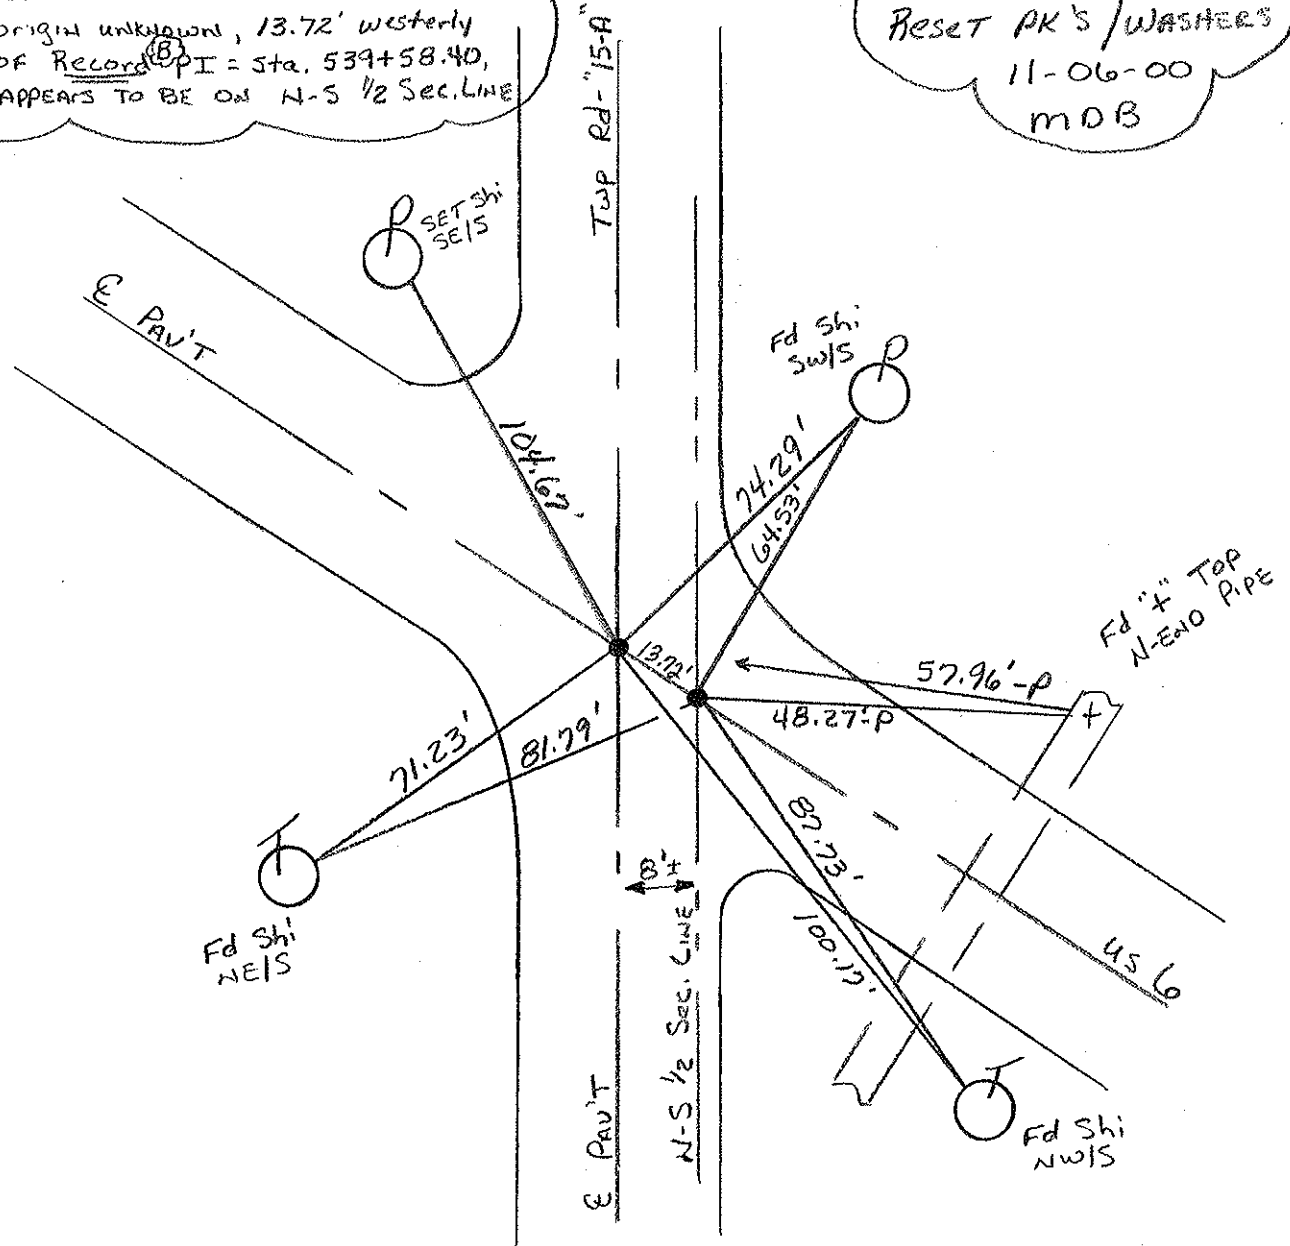 origin unknown, 13.72' westerly
OF Record (B) PI = Sta. 539+58.40,
APPEARS TO BE ON N-S 1/2 Sec. LINE
Reset PK'S / WASHERS
11-06-00
MDB
Twp Rd-"15-A"
P
SET Shi
SE/S
℄ PAV'T
Fd Shi
SW/S
P
104.67'
74.29'
64.53'
Fd "+" TOP
N-END PIPE
13.72'
57.96'-P
48.27'-P
+
71.23'
81.79'
T
Fd Shi
NE/S
8'±
87.73'
100.17'
US 6
℄ PAV'T
N-S 1/2 Sec. LINE
T
Fd Shi
NW/S